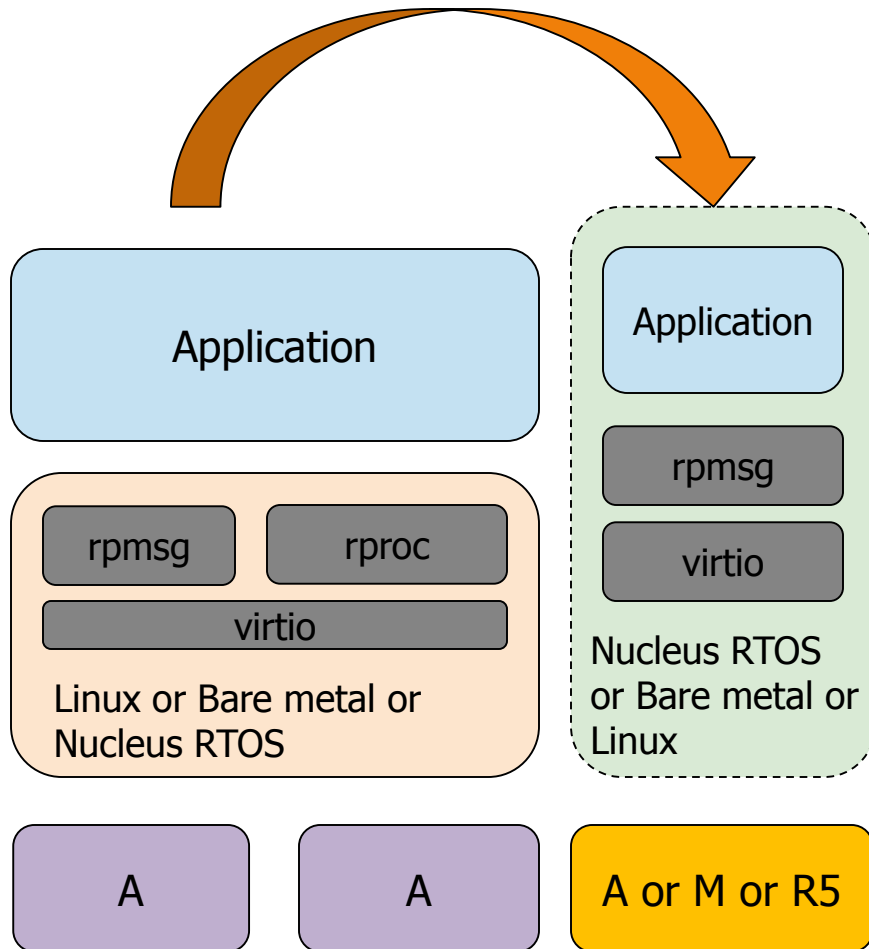 Application
rpmsg
rproc
virtio
Linux or Bare metal or
Nucleus RTOS
Application
rpmsg
virtio
Nucleus RTOS
or Bare metal or
Linux
A
A
A or M or R5